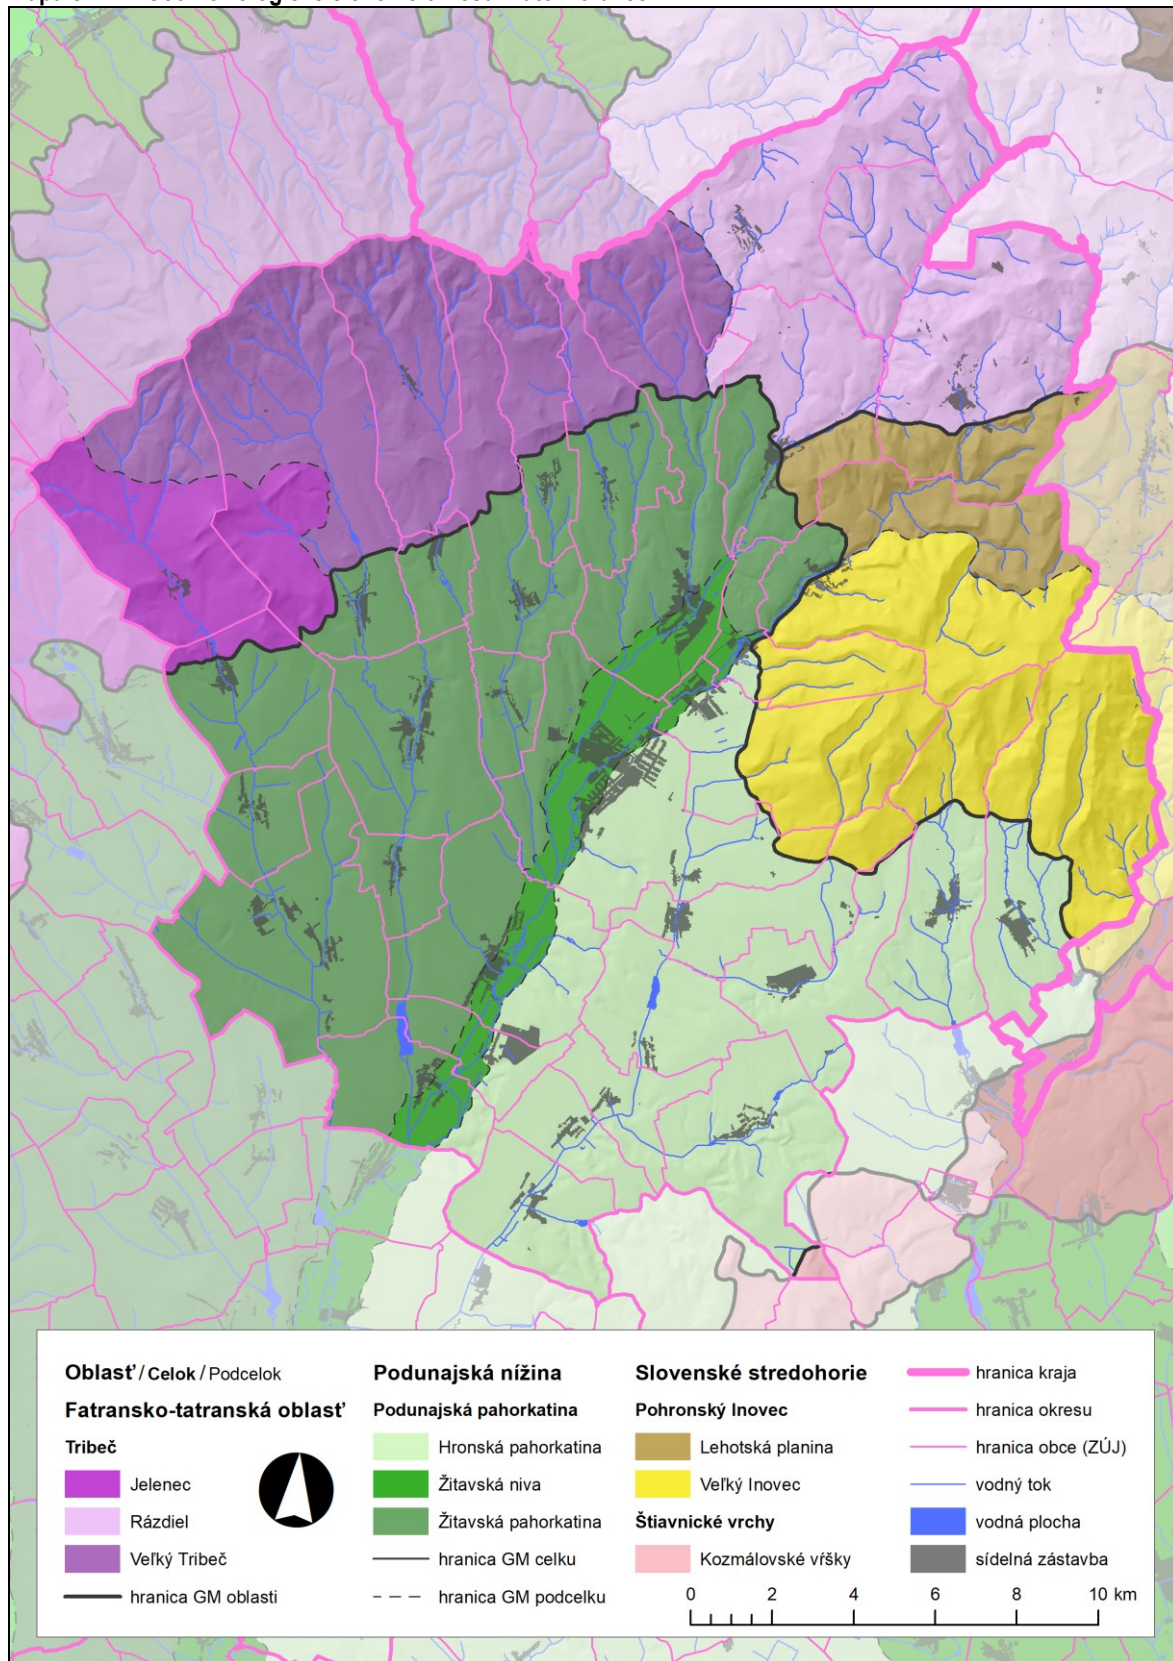 Oblasť / Celok / Podcelok
Fatransko-tatranská oblasť
Tribeč
Jelenec
Rázdiel
Veľký Tribeč
hranica GM oblasti
Podunajská nížina
Podunajská pahorkatina
Hronská pahorkatina
Žitavská niva
Žitavská pahorkatina
hranica GM celku
hranica GM podcelku
Slovenské stredohorie
Pohronský Inovec
Lehotská planina
Veľký Inovec
Štiavnické vrchy
Kozmálovské vŕšky
hranica kraja
hranica okresu
hranica obce (ZÚJ)
vodný tok
vodná plocha
sídelná zástavba
0 2 4 6 8 10 km